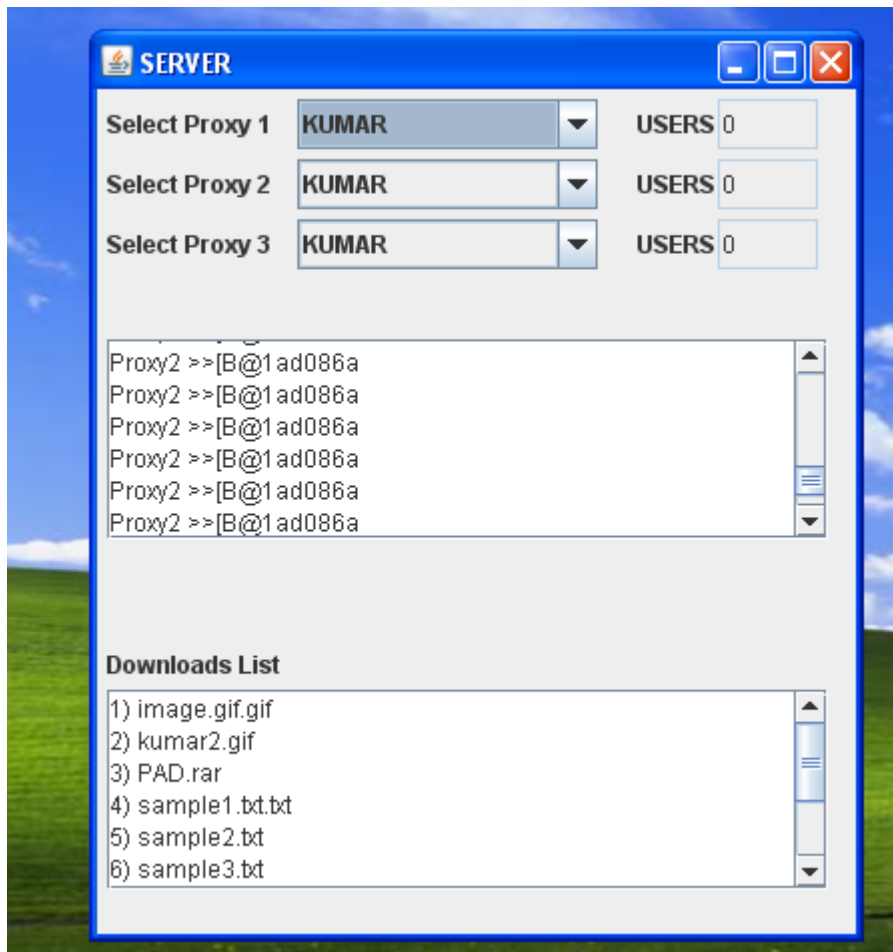 SERVER
Select Proxy 1 KUMAR USERS 0
Select Proxy 2 KUMAR USERS 0
Select Proxy 3 KUMAR USERS 0
Proxy2 >>[B@1ad086a
Proxy2 >>[B@1ad086a
Proxy2 >>[B@1ad086a
Proxy2 >>[B@1ad086a
Proxy2 >>[B@1ad086a
Proxy2 >>[B@1ad086a
Downloads List
1) image.gif.gif
2) kumar2.gif
3) PAD.rar
4) sample1.txt.txt
5) sample2.txt
6) sample3.txt